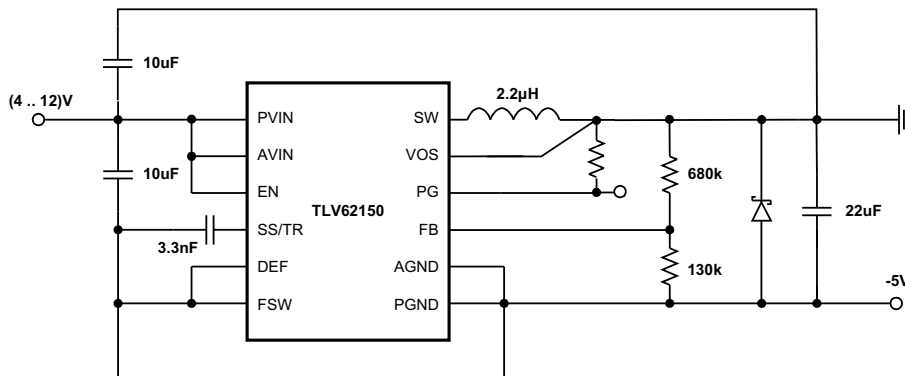 10uF
2.2µH
(4 .. 12)V
PVIN
SW
AVIN
VOS
10uF
EN
PG
680k
TLV62150
22uF
SS/TR
FB
3.3nF
DEF
AGND
130k
-5V
FSW
PGND